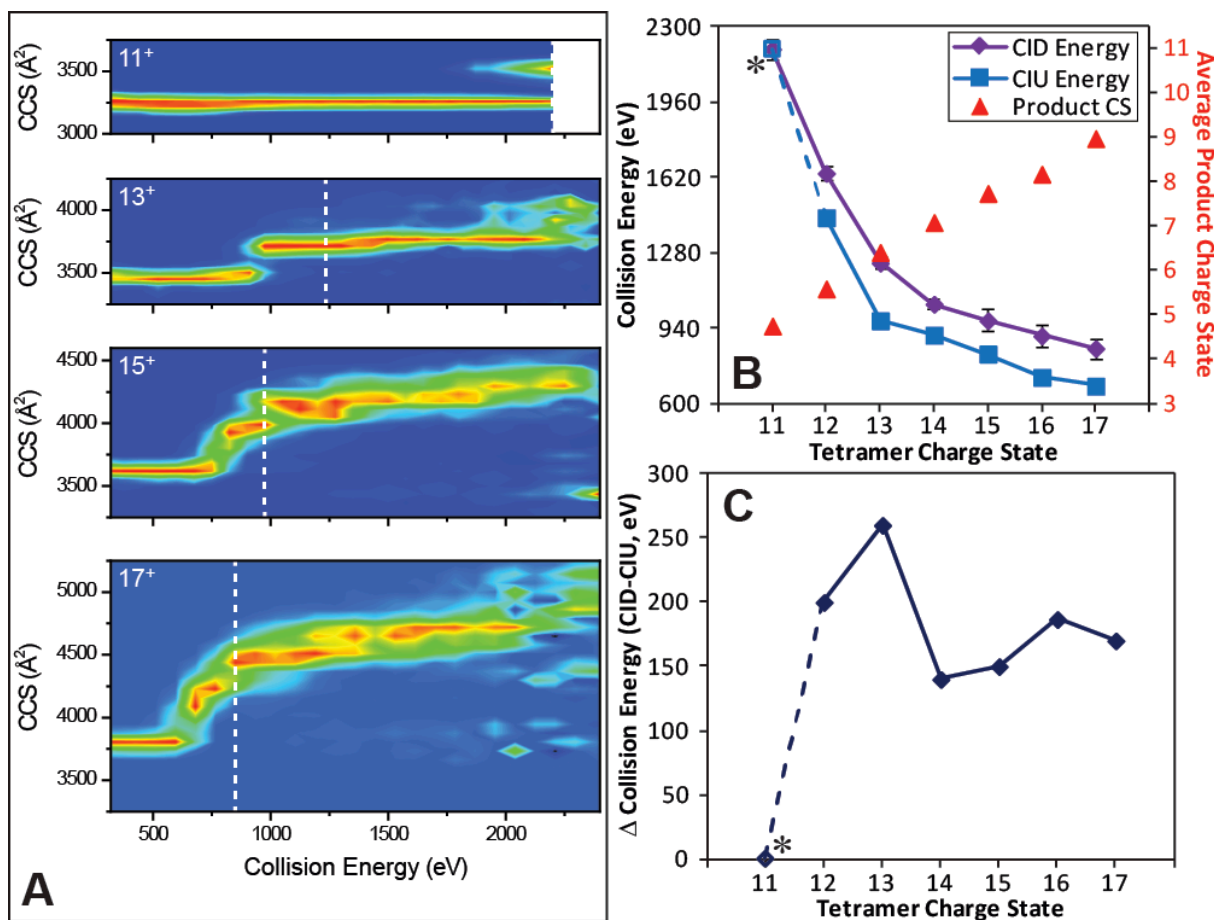 11+
CCS (Å²)
3500
3000
13+
CCS (Å²)
4000
3500
15+
CCS (Å²)
4500
4000
3500
17+
CCS (Å²)
5000
4500
4000
3500
500 1000 1500 2000
Collision Energy (eV)
A
2300
1960
1620
1280
940
600
Collision Energy (eV)
*
CID Energy
CIU Energy
Product CS
11
10
9
8
7
6
5
4
3
Average Product Charge State
B
11 12 13 14 15 16 17
Tetramer Charge State
300
250
200
150
100
50
0
Δ Collision Energy (CID-CIU, eV)
C
*
11 12 13 14 15 16 17
Tetramer Charge State